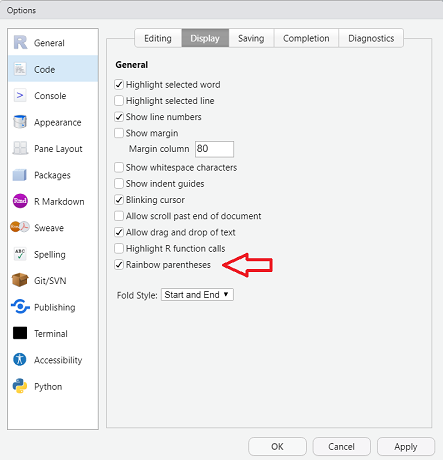 Options
R General
Code
Console
Appearance
Pane Layout
Packages
Rmd R Markdown
Sweave
ABC Spelling
Git/SVN
Publishing
Terminal
Accessibility
Python
Editing Display Saving Completion Diagnostics
General
Highlight selected word
Highlight selected line
Show line numbers
Show margin
Margin column 80
Show whitespace characters
Show indent guides
Blinking cursor
Allow scroll past end of document
Allow drag and drop of text
Highlight R function calls
Rainbow parentheses
Fold Style: Start and End
OK Cancel Apply